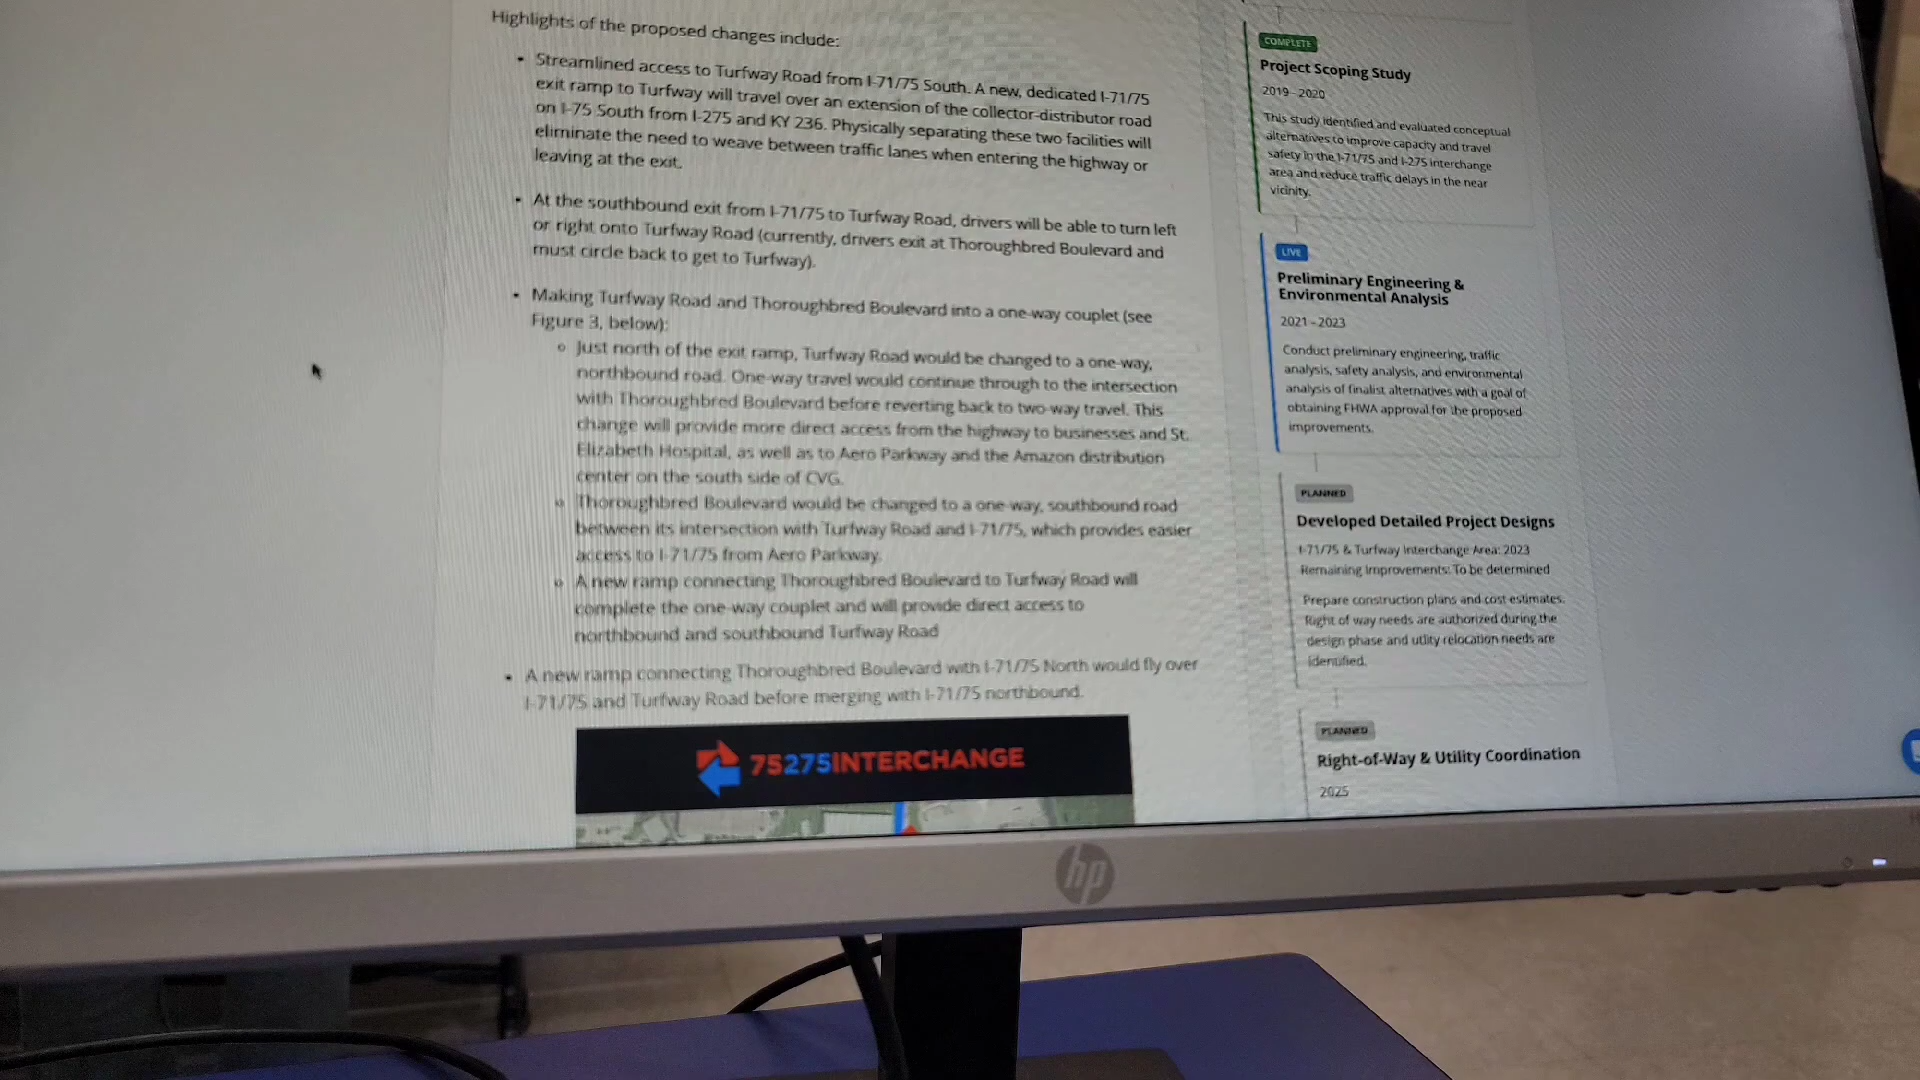 Highlights of the proposed changes include:
• Streamlined access to Turfway Road from I-71/75 South. A new, dedicated I-71/75
exit ramp to Turfway will travel over an extension of the collector-distributor road
on I-75 South from I-275 and KY 236. Physically separating these two facilities will
eliminate the need to weave between traffic lanes when entering the highway or
leaving at the exit.
• At the southbound exit from I-71/75 to Turfway Road, drivers will be able to turn left
or right onto Turfway Road (currently, drivers exit at Thoroughbred Boulevard and
must circle back to get to Turfway).
• Making Turfway Road and Thoroughbred Boulevard into a one-way couplet (see
Figure 3, below):
o Just north of the exit ramp, Turfway Road would be changed to a one-way,
northbound road. One-way travel would continue through to the intersection
with Thoroughbred Boulevard before reverting back to two-way travel. This
change will provide more direct access from the highway to businesses and St.
Elizabeth Hospital, as well as to Aero Parkway and the Amazon distribution
center on the south side of CVG.
o Thoroughbred Boulevard would be changed to a one-way, southbound road
between its intersection with Turfway Road and I-71/75, which provides easier
access to I-71/75 from Aero Parkway.
o A new ramp connecting Thoroughbred Boulevard to Turfway Road will
complete the one-way couplet and will provide direct access to
northbound and southbound Turfway Road
• A new ramp connecting Thoroughbred Boulevard with I-71/75 North would fly over
I-71/75 and Turfway Road before merging with I-71/75 northbound.
75275INTERCHANGE
COMPLETE
Project Scoping Study
2019 - 2020
This study identified and evaluated conceptual
alternatives to improve capacity and travel
safety in the I-71/75 and I-275 interchange
area and reduce traffic delays in the near
vicinity.
LIVE
Preliminary Engineering &
Environmental Analysis
2021 - 2023
Conduct preliminary engineering, traffic
analysis, safety analysis, and environmental
analysis of finalist alternatives with a goal of
obtaining FHWA approval for the proposed
improvements.
PLANNED
Developed Detailed Project Designs
I-71/75 & Turfway Interchange Area: 2023
Remaining Improvements: To be determined
Prepare construction plans and cost estimates.
Right of way needs are authorized during the
design phase and utlity relocation needs are
identified.
PLANNED
Right-of-Way & Utility Coordination
2025
hp